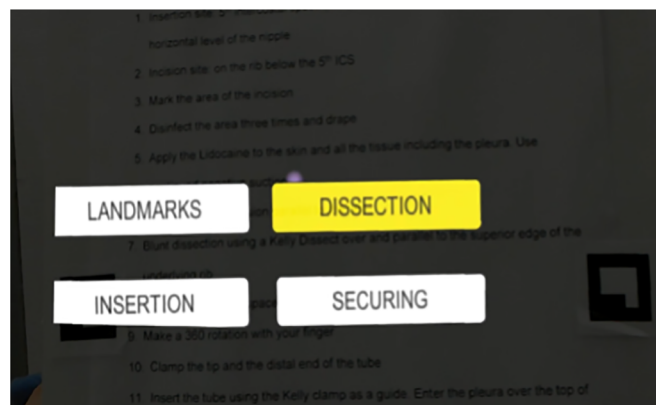 1. Insertion site: 5th
horizontal level of the nipple
2. Incision site: on the rib below the 5th ICS
3. Mark the area of the incision
4. Disinfect the area three times and drape
5. Apply the Lidocaine to the skin and all the tissue including the pleura. Use
LANDMARKS DISSECTION
7. Blunt dissection using a Kelly Dissect over and parallel to the superior edge of the
underlying rib
INSERTION SECURING
9. Make a 360 rotation with your finger
10. Clamp the tip and the distal end of the tube
11. Insert the tube using the Kelly clamp as a guide. Enter the pleura over the top of